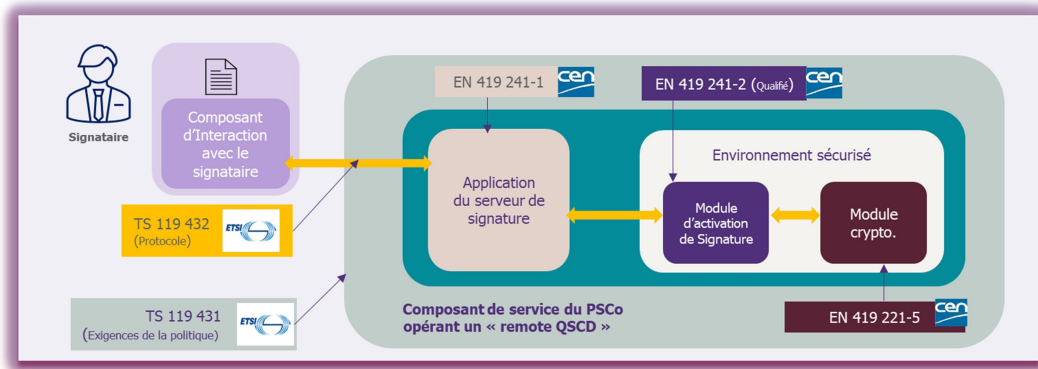 Signataire
Composant
d'Interaction
avec le
signataire
TS 119 432
(Protocole)
ETSI
TS 119 431
(Exigences de la politique)
ETSI
EN 419 241-1
cen
EN 419 241-2 (Qualifié)
cen
Application
du serveur de
signature
Environnement sécurisé
Module
d'activation
de Signature
Module
crypto.
Composant de service du PSCo
opérant un « remote QSCD »
EN 419 221-5
cen